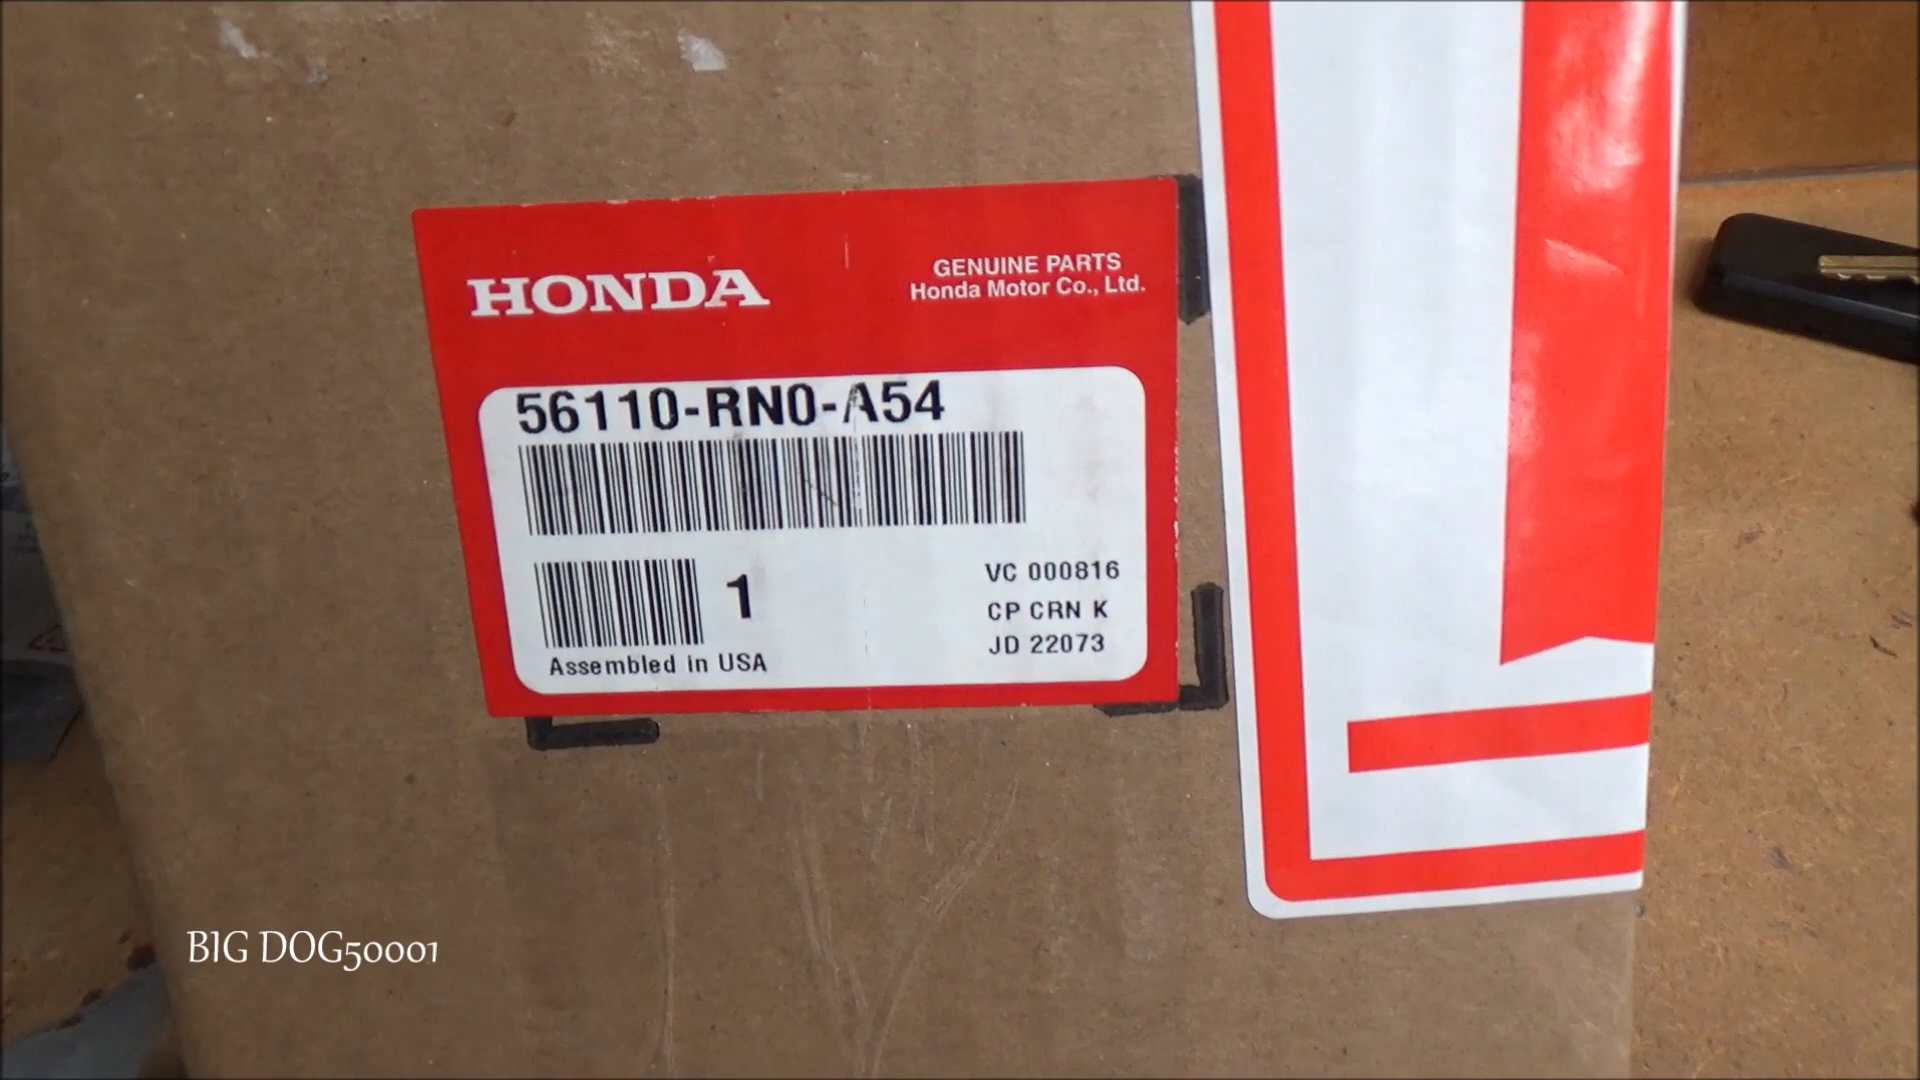 HONDA
GENUINE PARTS
Honda Motor Co., Ltd.
56110-RN0-A54
1
VC 000816
CP CRN K
JD 22073
Assembled in USA
BIG DOG50001